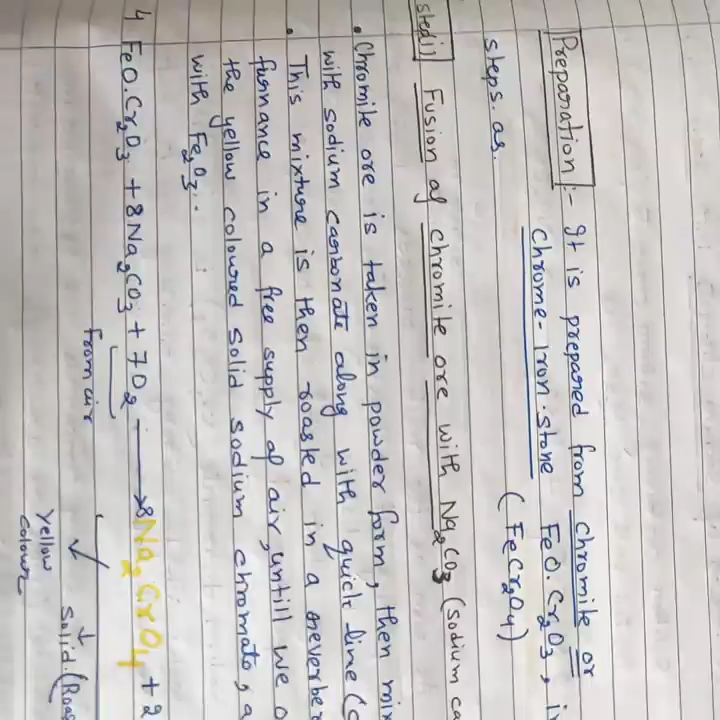 Preparation :- It is prepared from chromite or
chrome-iron.stone FeO.Cr2O3, i
steps. as. (FeCr2O4)
step(i) Fusion of chromite ore with Na2CO3 (sodium ca
• Chromite ore is taken in powder form, then mix
with sodium carbonate along with quick lime (c
• This mixture is then roasted in a reverber
furnance in a free supply of air, untill we o
the yellow coloured solid sodium chromate, a
with Fe2O3.
4 FeO.Cr2O3 + 8Na2CO3 + 7O2 → 8Na2CrO4 + 2
from air
↓ ↓
yellow colour solid. (Roas